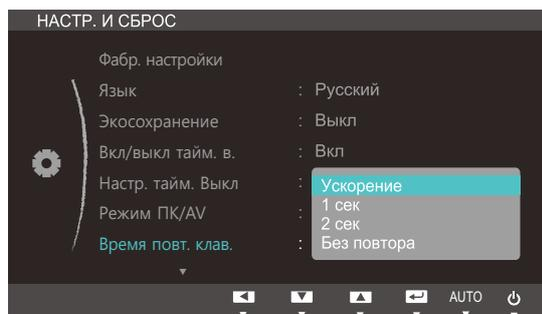 НАСТР. И СБРОС
Фабр. настройки
Язык : Русский
Экосохранение : Выкл
Вкл/выкл тайм. в. : Вкл
Настр. тайм. Выкл :
Ускорение
1 сек
Режим ПК/AV :
2 сек
Время повт. клав. :
Без повтора
AUTO